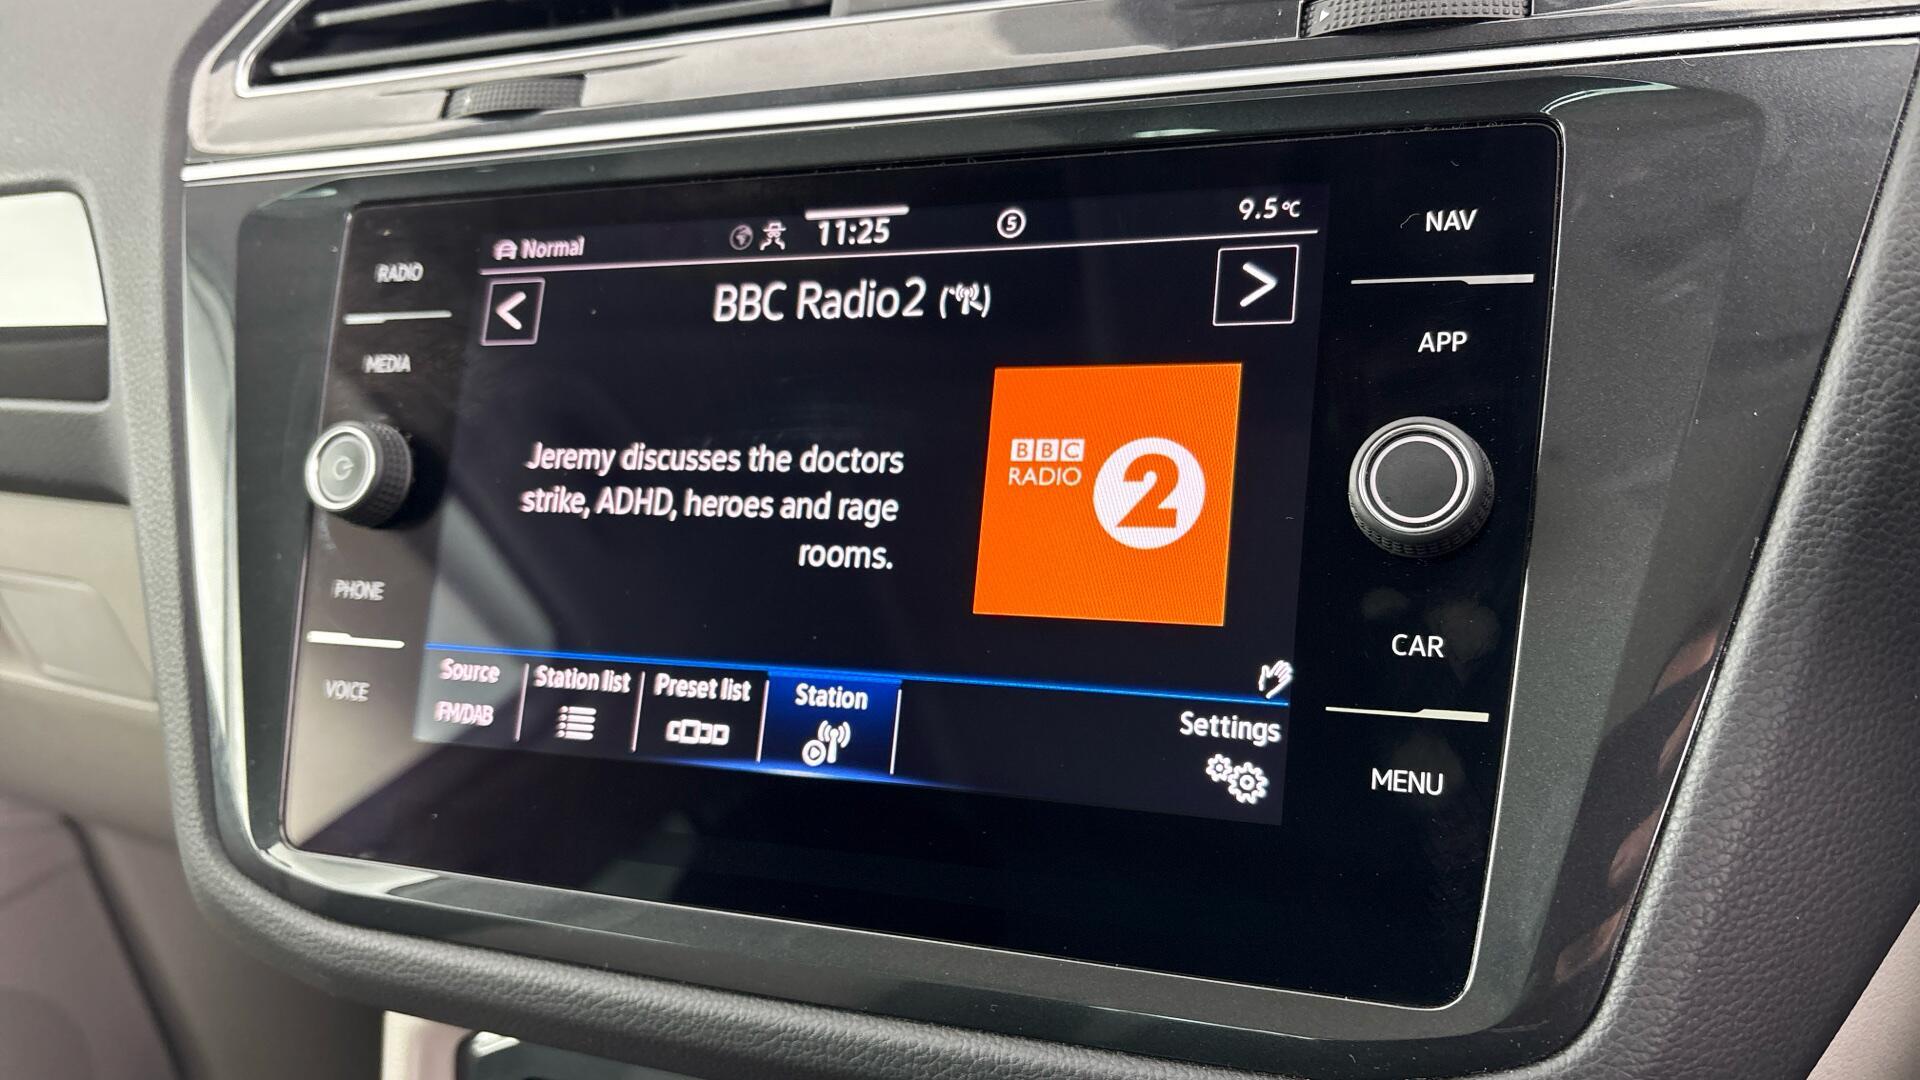 Normal
11:25
5
9.5°C
<
BBC Radio2
>
Jeremy discusses the doctors
strike, ADHD, heroes and rage
rooms.
BBC
RADIO
2
Source
FM/DAB
Station list
Preset list
Station
Settings
RADIO
MEDIA
PHONE
VOICE
NAV
APP
CAR
MENU